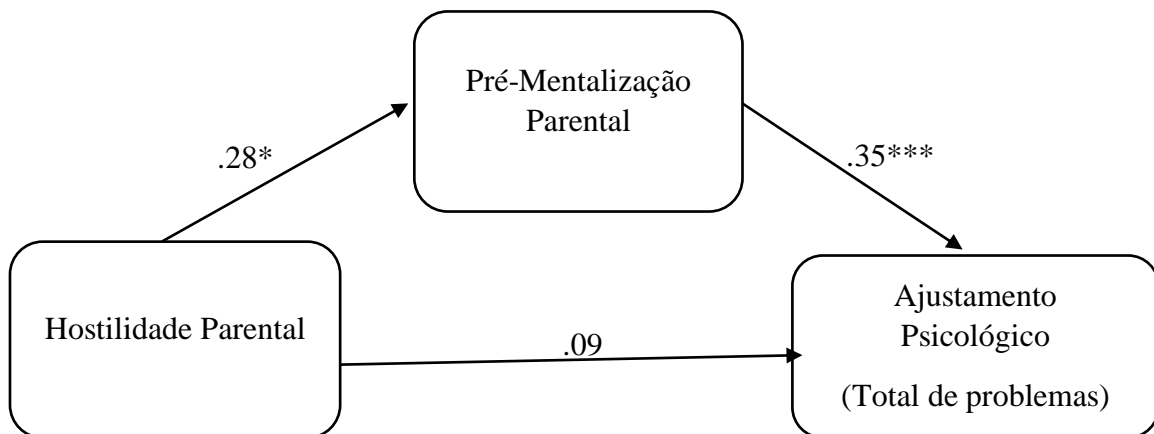 Pré-Mentalização
Parental
.28*
.35***
Hostilidade Parental
.09
Ajustamento
Psicológico
(Total de problemas)